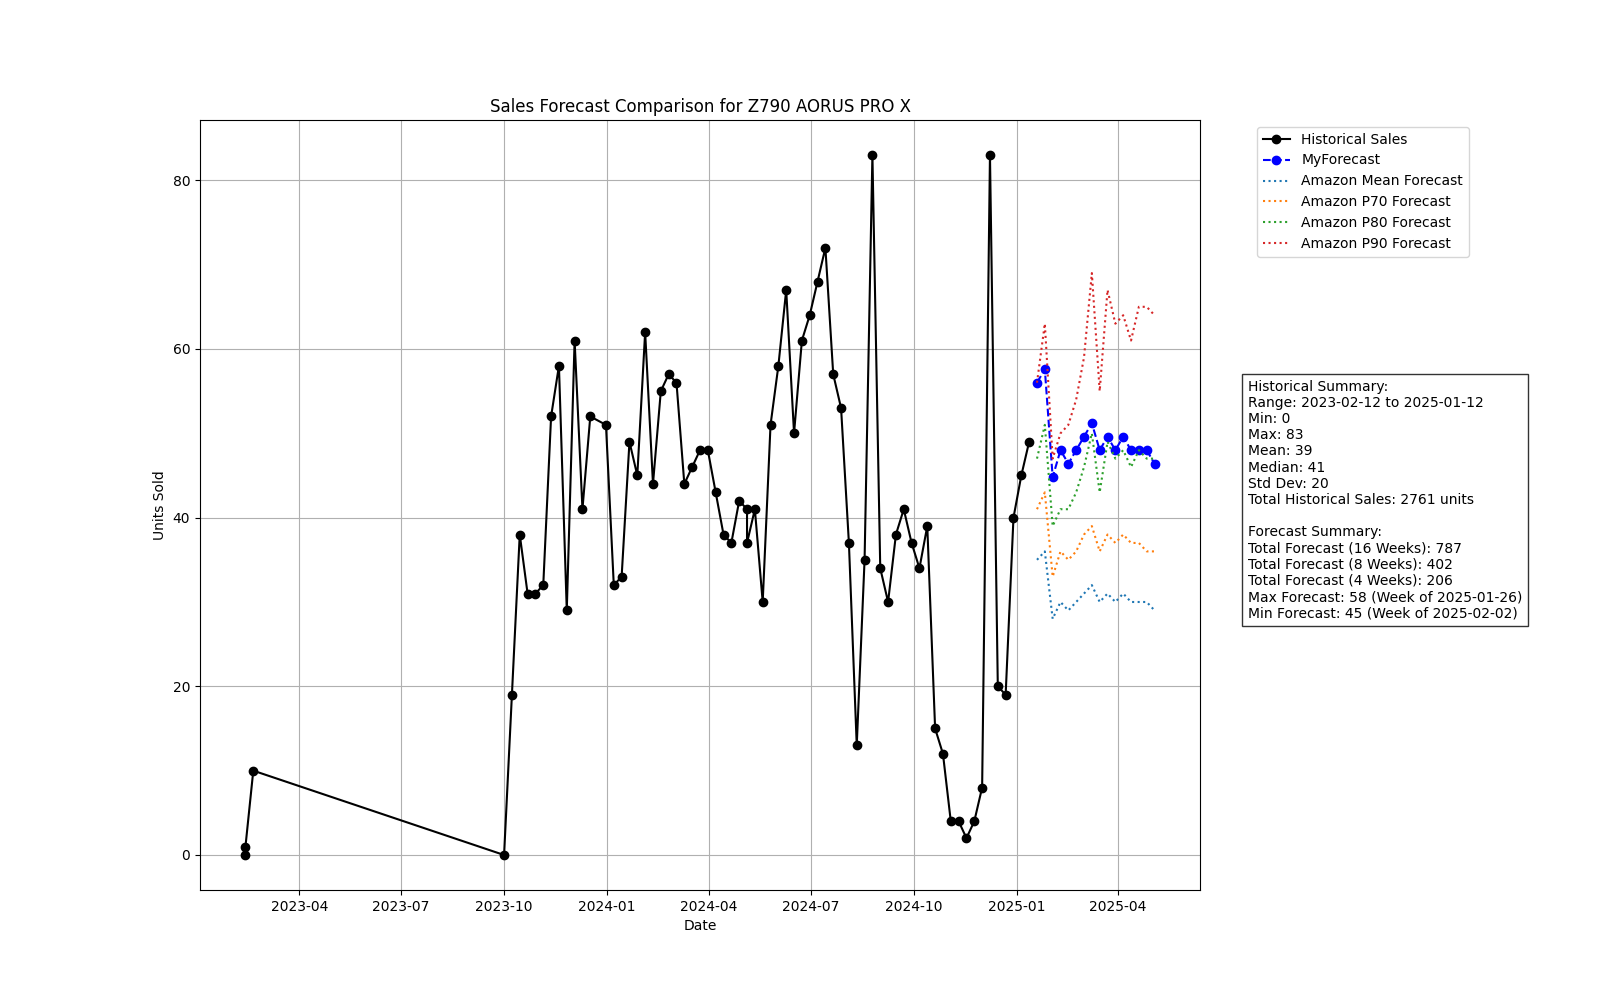 Sales Forecast Comparison for Z790 AORUS PRO X
Historical Sales
MyForecast
Amazon Mean Forecast
Amazon P70 Forecast
Amazon P80 Forecast
Amazon P90 Forecast
80
60
40
20
0
Units Sold
2023-04
2023-07
2023-10
2024-01
2024-04
2024-07
2024-10
2025-01
2025-04
Date
Historical Summary:
Range: 2023-02-12 to 2025-01-12
Min: 0
Max: 83
Mean: 39
Median: 41
Std Dev: 20
Total Historical Sales: 2761 units
Forecast Summary:
Total Forecast (16 Weeks): 787
Total Forecast (8 Weeks): 402
Total Forecast (4 Weeks): 206
Max Forecast: 58 (Week of 2025-01-26)
Min Forecast: 45 (Week of 2025-02-02)